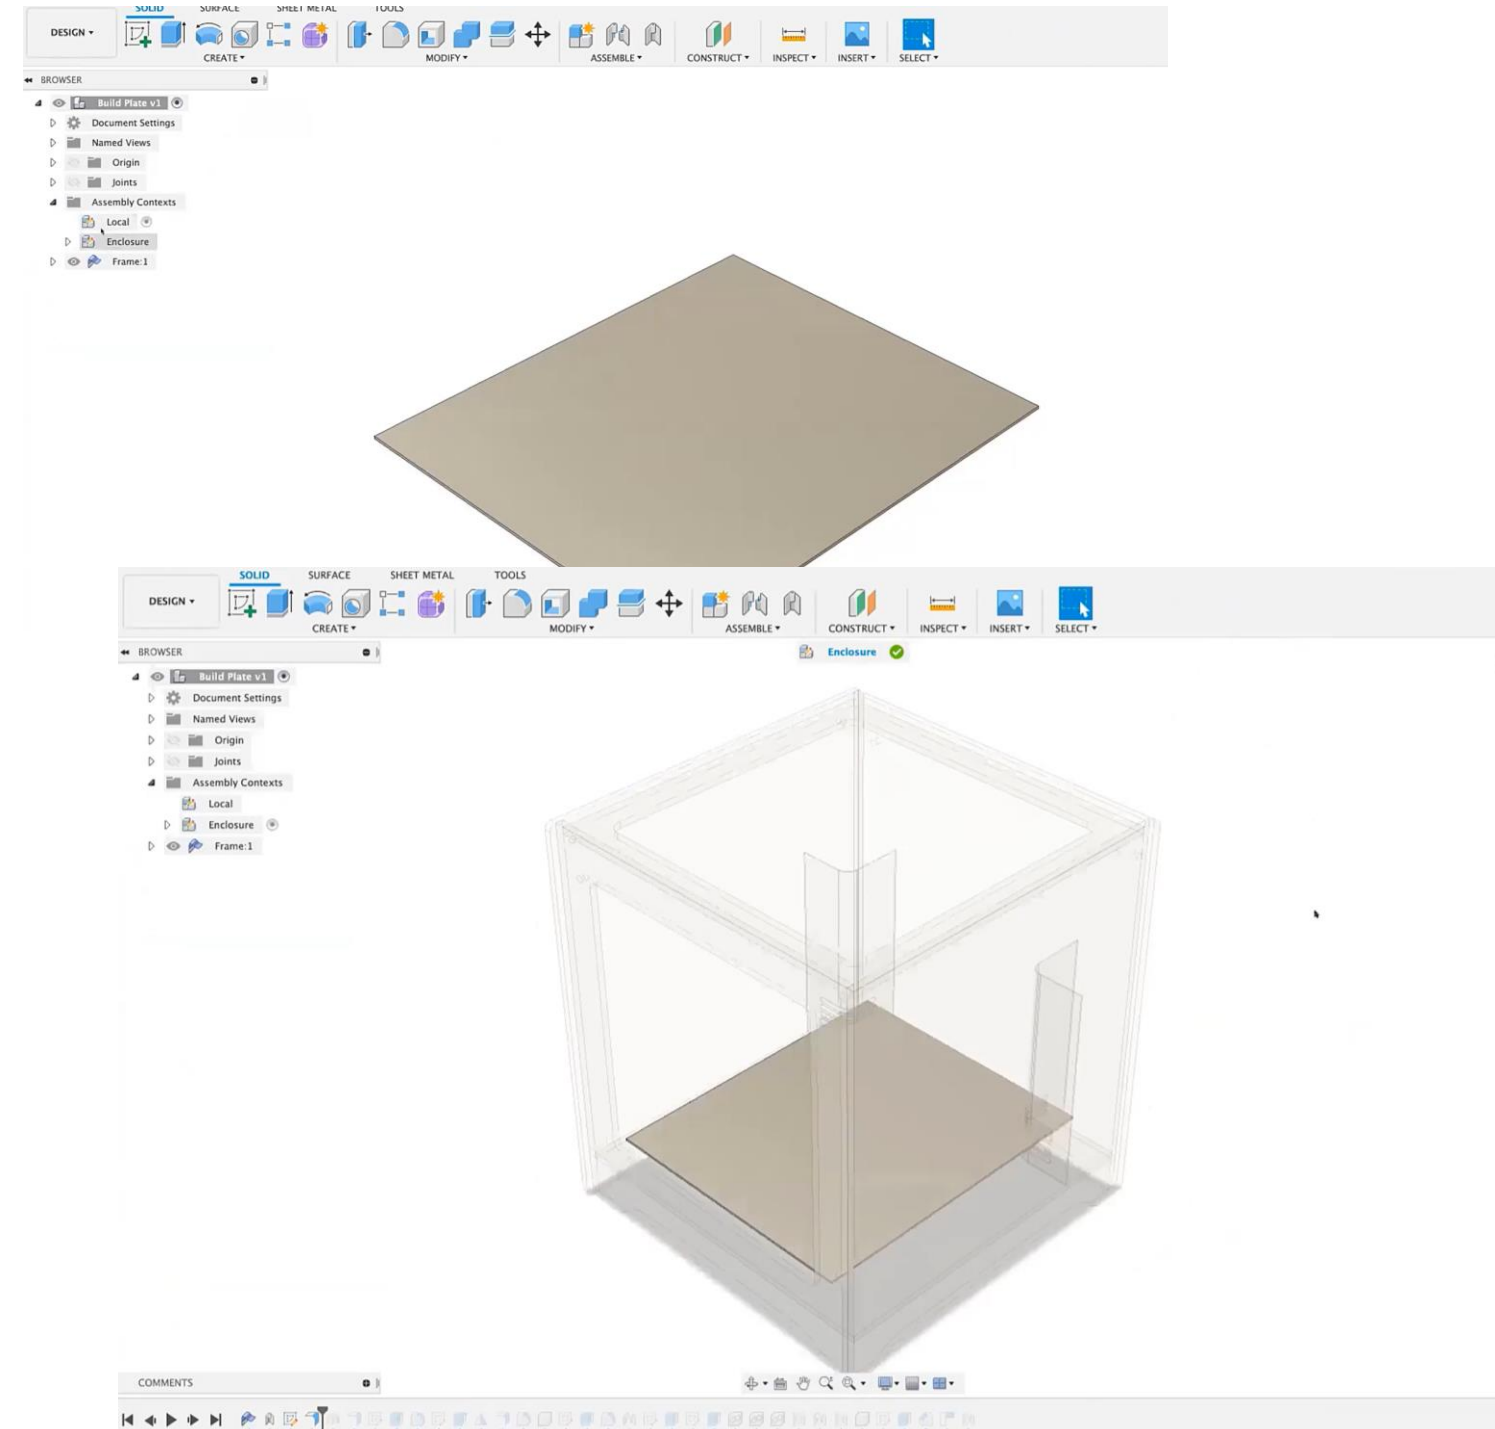 SOLID SURFACE SHEET METAL TOOLS
DESIGN
CREATE MODIFY ASSEMBLE CONSTRUCT INSPECT INSERT SELECT
BROWSER
Build Plate v1
Document Settings
Named Views
Origin
Joints
Assembly Contexts
Local
Enclosure
Frame:1
SOLID SURFACE SHEET METAL TOOLS
DESIGN
CREATE MODIFY ASSEMBLE CONSTRUCT INSPECT INSERT SELECT
BROWSER
Enclosure
Build Plate v1
Document Settings
Named Views
Origin
Joints
Assembly Contexts
Local
Enclosure
Frame:1
COMMENTS